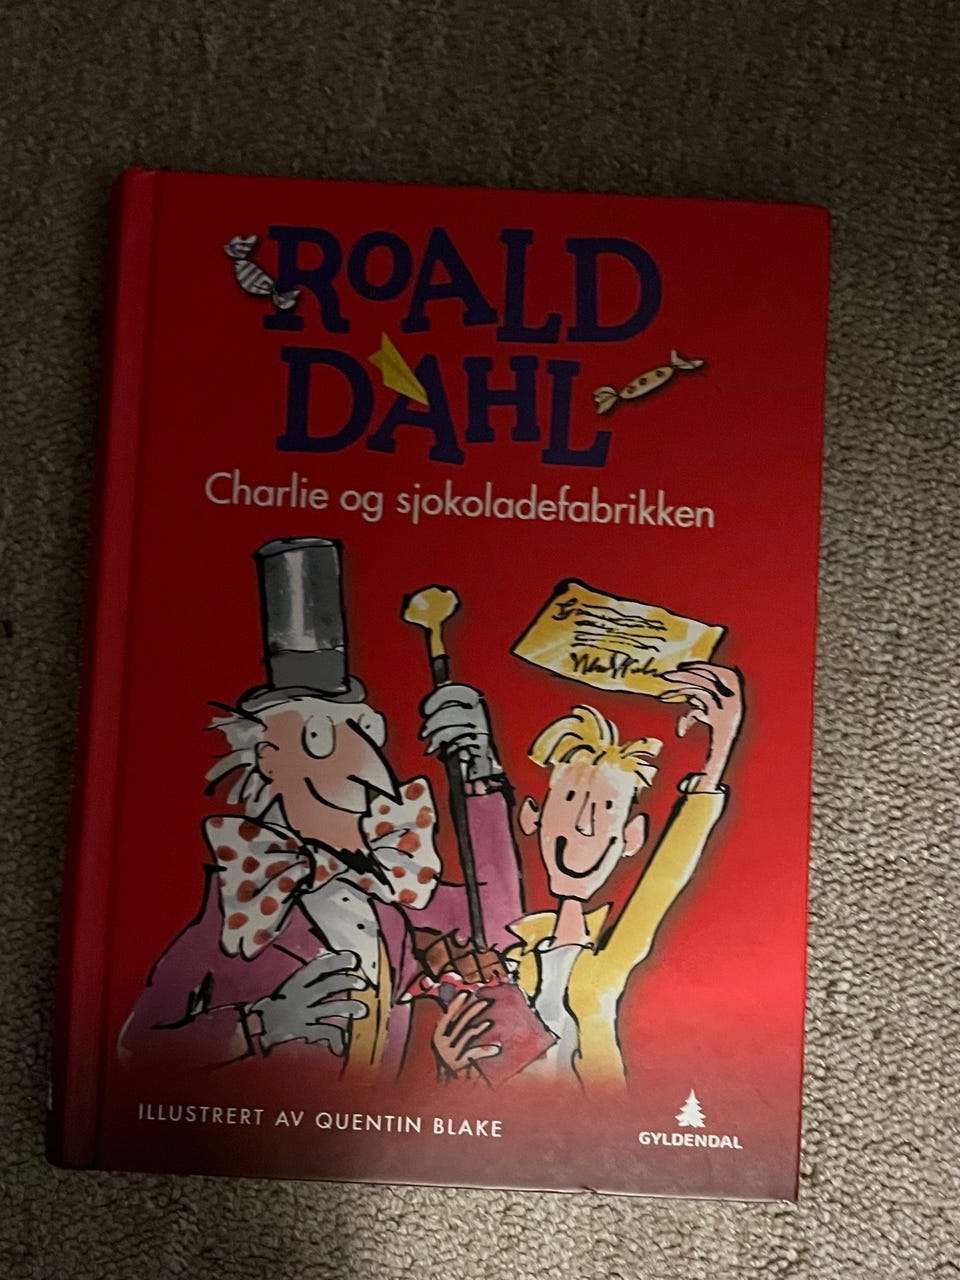 ROALD
DAHL
Charlie og sjokoladefabrikken
ILLUSTRERT AV QUENTIN BLAKE
GYLDENDAL